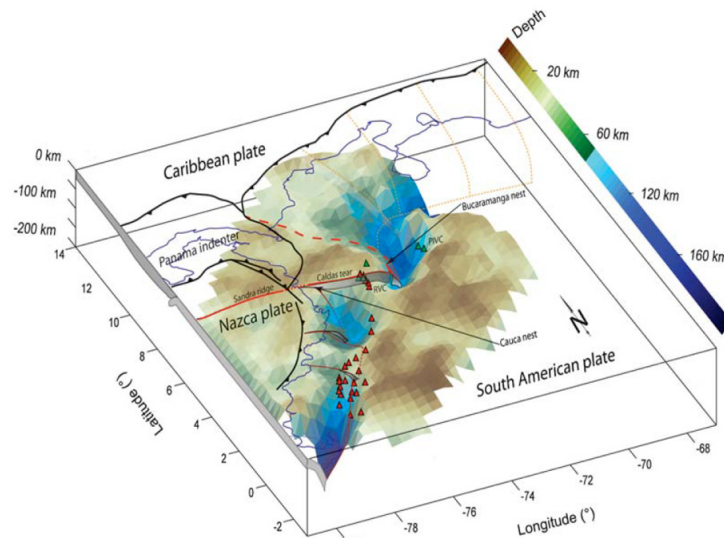 Depth
20 km
60 km
120 km
160 km
0 km
-100 km
-200 km
Caribbean plate
Bucaramanga nest
PIVC
Panama indenter
Caldas tear
RVC
Sandra ridge
Nazca plate
Cauca nest
N
South American plate
14
12
10
8
6
4
2
0
-2
Latitude (°)
-78
-76
-74
-72
-70
-68
Longitude (°)